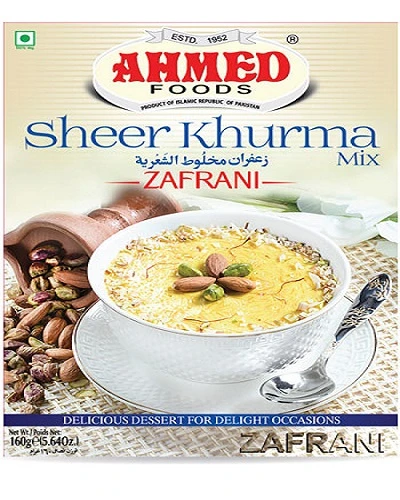 ESTD. 1952
AHMED
®
FOODS
PRODUCT OF ISLAMIC REPUBLIC OF PAKISTAN
Sheer Khurma
زعفران مخلوط الشعرية
MIX
ZAFRANI
DELICIOUS DESSERT FOR DELIGHT OCCASIONS
Net Wt./Poids Net:
160g℮(5.64Oz.)
ZAFRANI